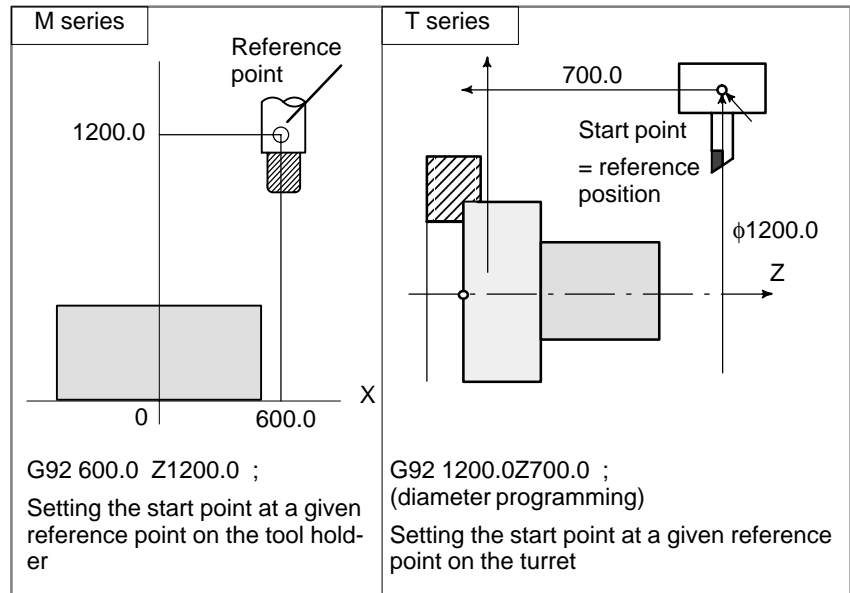 M series
Reference
point
1200.0
X
0
600.0
G92 600.0 Z1200.0 ;
Setting the start point at a given
reference point on the tool hold-
er
T series
700.0
Start point
= reference
position
ϕ1200.0
Z
G92 1200.0Z700.0 ;
(diameter programming)
Setting the start point at a given reference
point on the turret